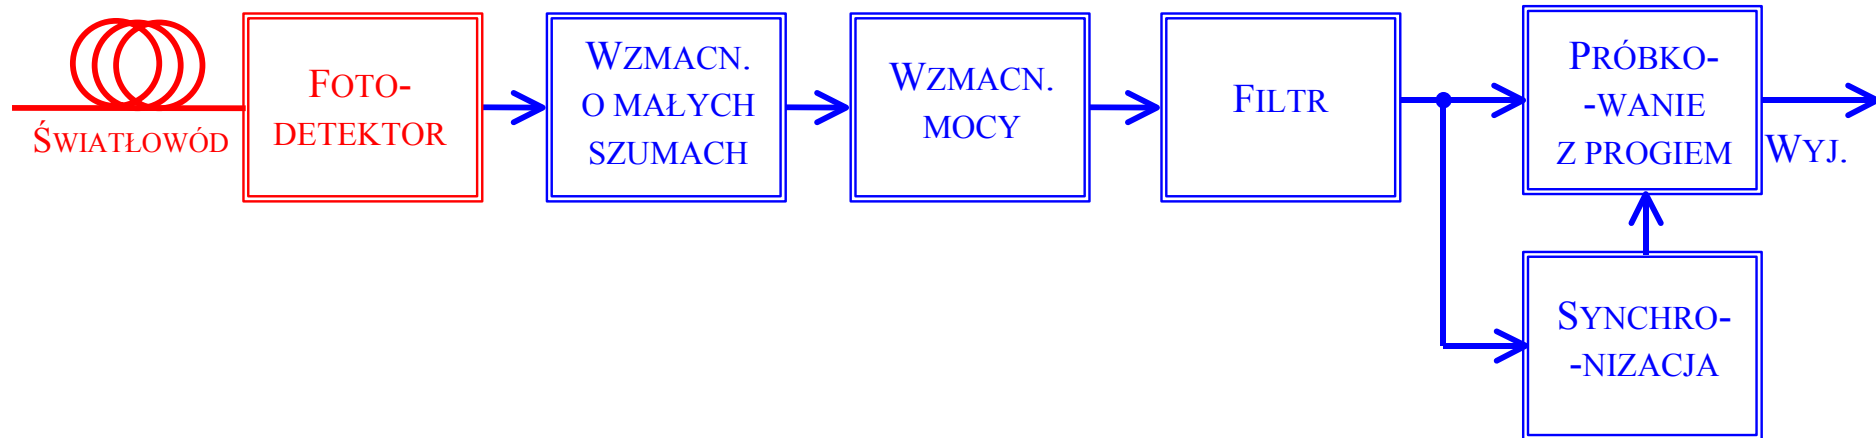 ŚWIATŁOWÓD
FOTO-
DETEKTOR
WZMACN.
O MAŁYCH
SZUMACH
WZMACN.
MOCY
FILTR
PRÓBKO-
-WANIE
Z PROGIEM
WYJ.
SYNCHRO-
-NIZACJA